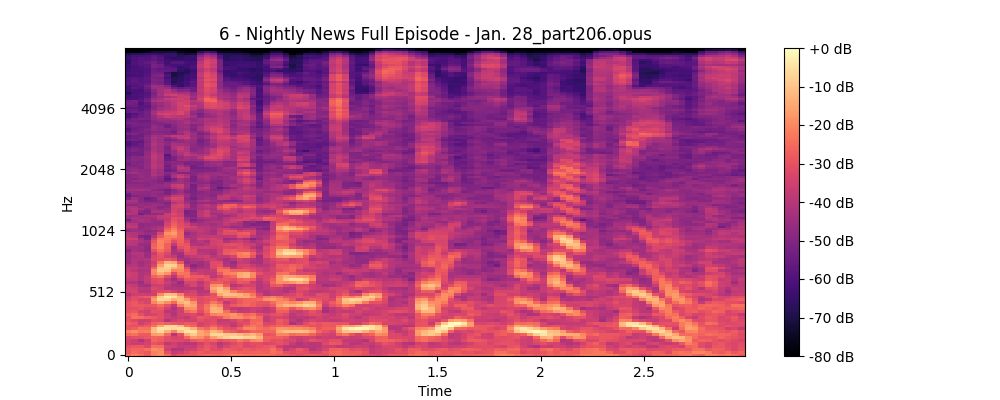 6 - Nightly News Full Episode - Jan. 28_part206.opus
Hz
4096
2048
1024
512
0
0
0.5
1
1.5
2
2.5
Time
+0 dB
-10 dB
-20 dB
-30 dB
-40 dB
-50 dB
-60 dB
-70 dB
-80 dB